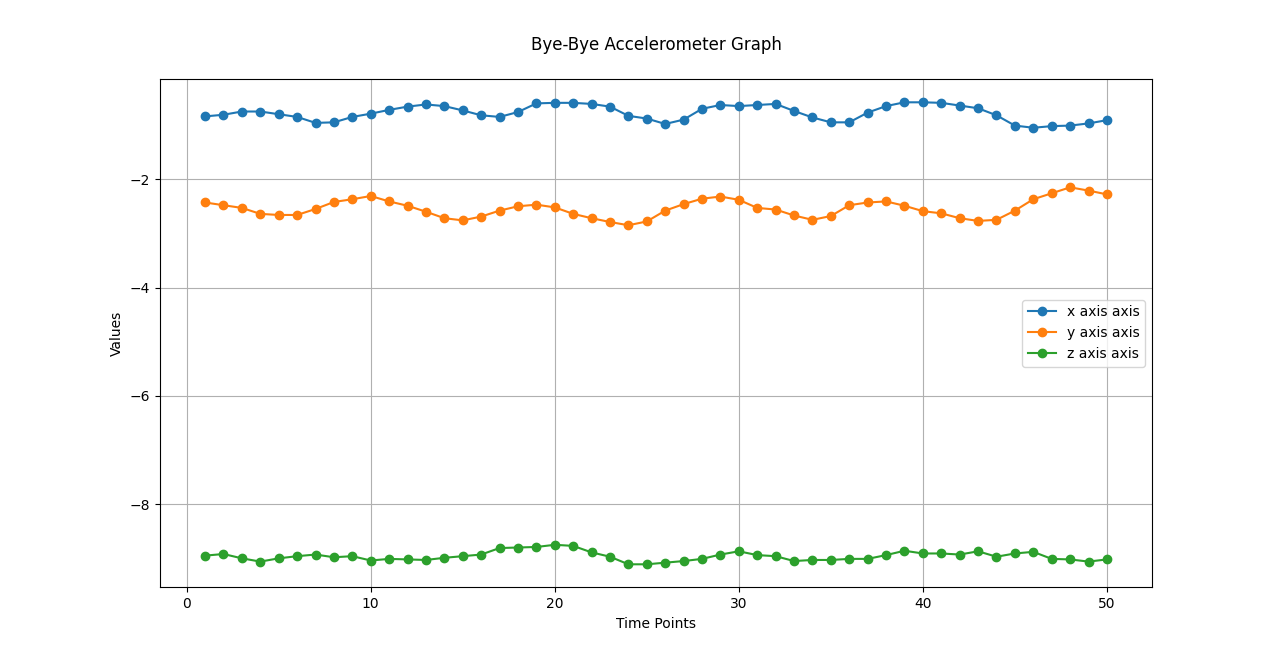 Bye-Bye Accelerometer Graph
Values
−2
−4
−6
−8
x axis axis
y axis axis
z axis axis
0 10 20 30 40 50
Time Points